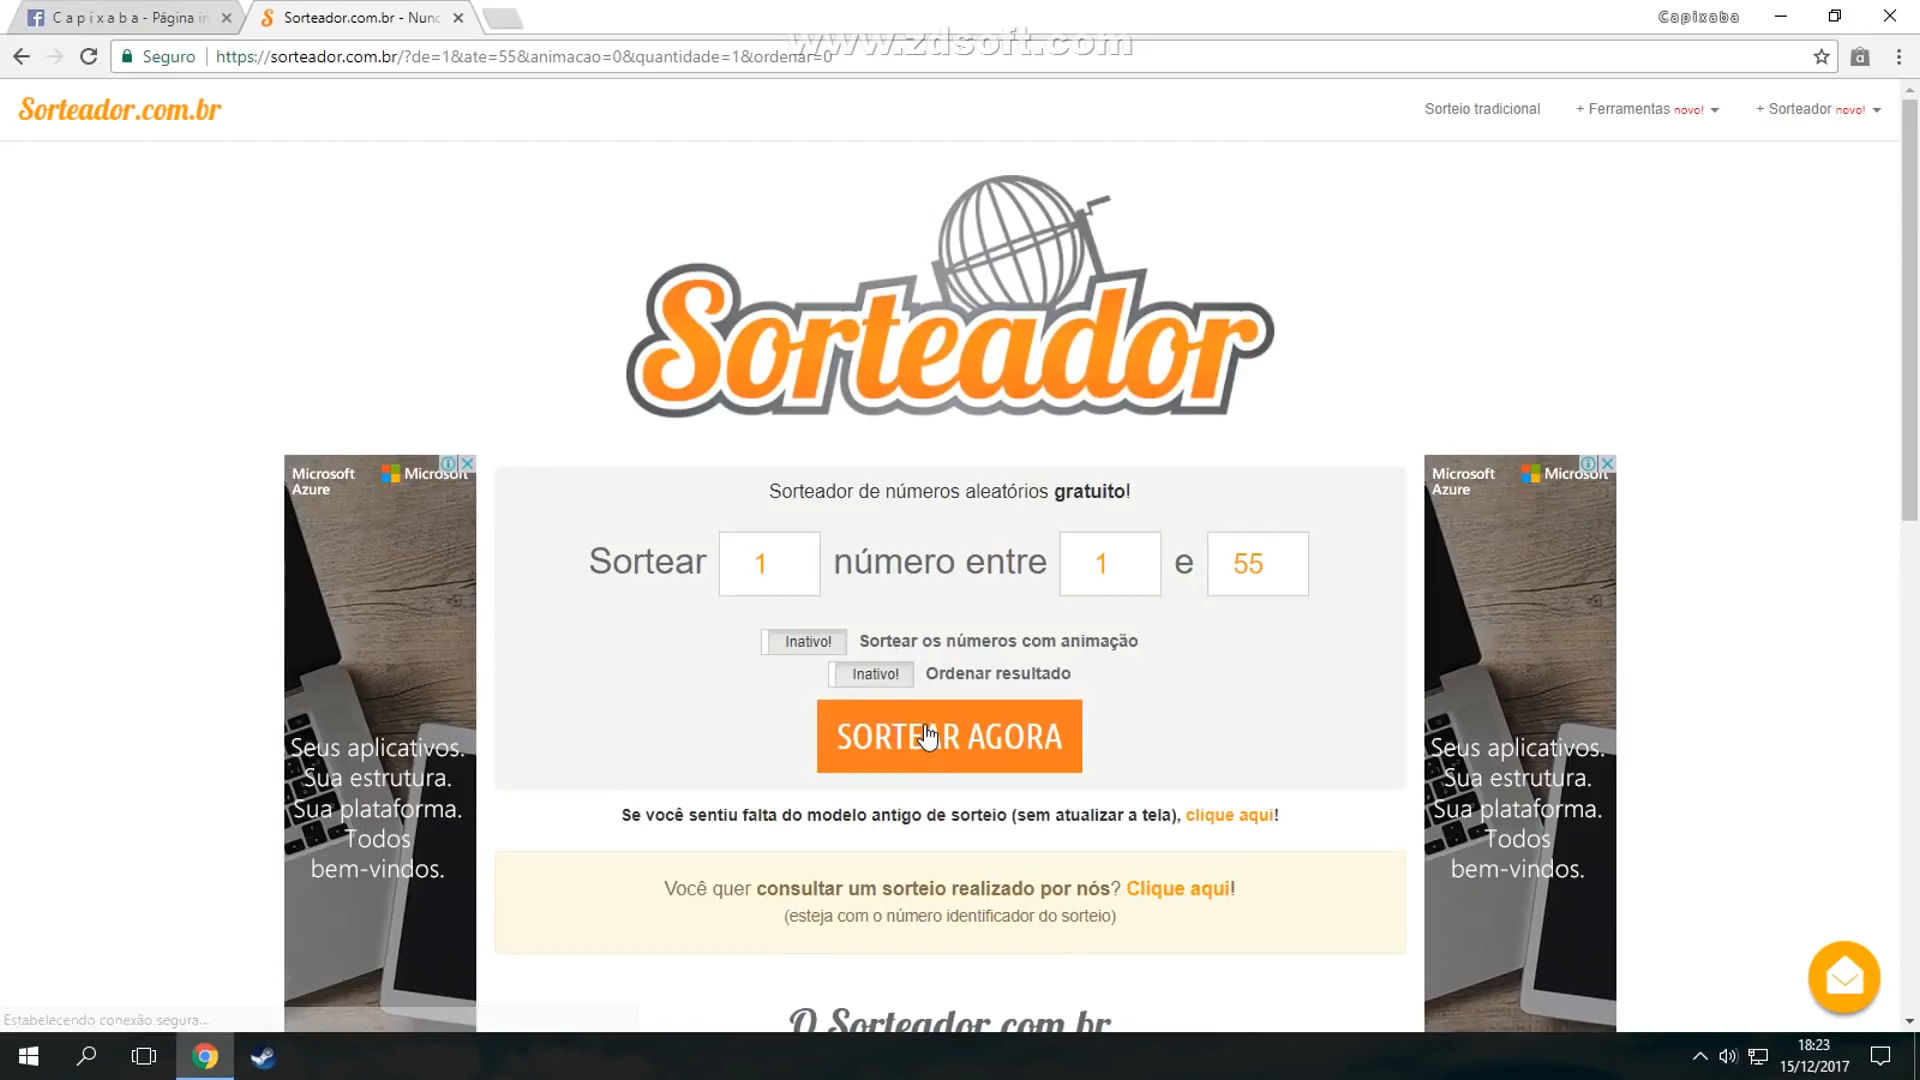 C a p i x a b a - Página in
Sorteador.com.br - Nunc
Capixaba
www.zdsoft.com
Seguro
https://sorteador.com.br/?de=1&ate=55&animacao=0&quantidade=1&ordenar=0
Sorteador.com.br
Sorteio tradicional
+ Ferramentas novo!
+ Sorteador novo!
Sorteador
Microsoft Azure
Microsoft
Seus aplicativos.
Sua estrutura.
Sua plataforma.
Todos
bem-vindos.
Sorteador de números aleatórios gratuito!
Sortear 1 número entre 1 e 55
Inativo! Sortear os números com animação
Inativo! Ordenar resultado
SORTEAR AGORA
Se você sentiu falta do modelo antigo de sorteio (sem atualizar a tela), clique aqui!
Você quer consultar um sorteio realizado por nós? Clique aqui!
(esteja com o número identificador do sorteio)
O Sorteador.com.br
Microsoft Azure
Microsoft
Seus aplicativos.
Sua estrutura.
Sua plataforma.
Todos
bem-vindos.
Estabelecendo conexão segura...
18:23
15/12/2017